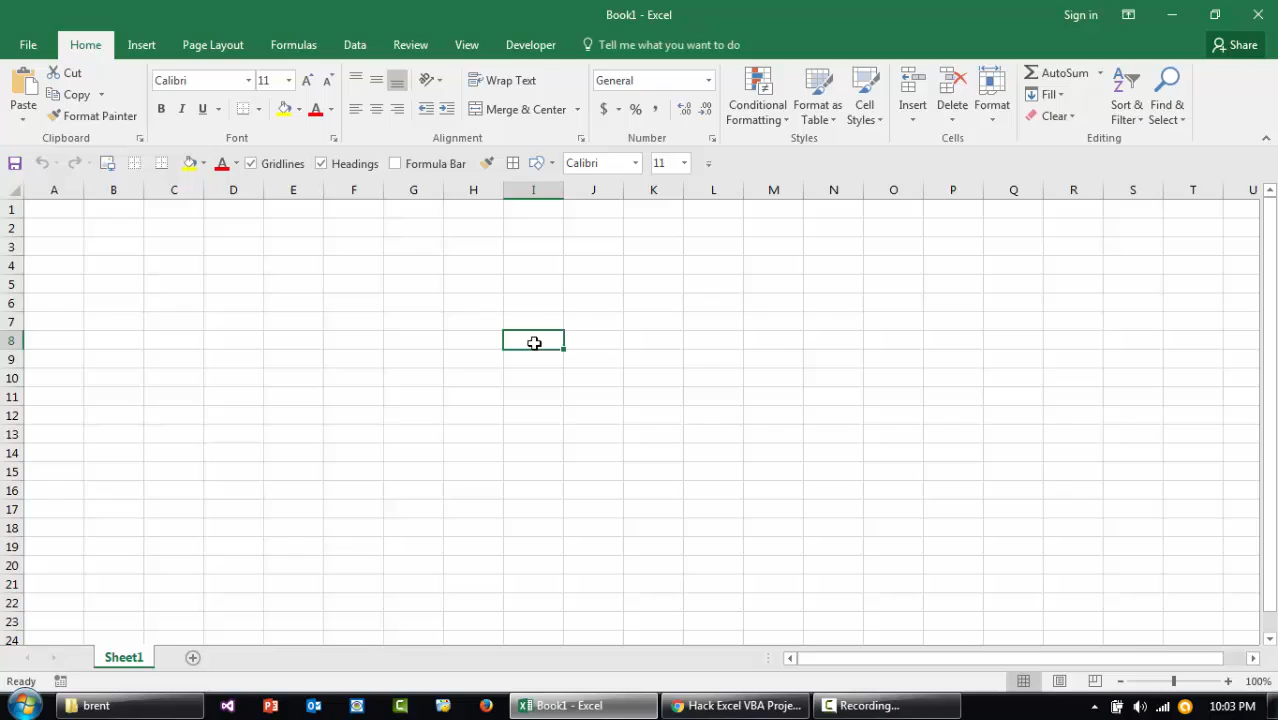 Book1 - Excel
Sign in
File Home Insert Page Layout Formulas Data Review View Developer Tell me what you want to do Share
Cut
Copy
Format Painter
Paste
Clipboard
Calibri 11
B I U
Font
Wrap Text
Merge & Center
Alignment
General
$ % ,
Number
Conditional Formatting
Format as Table
Cell Styles
Styles
Insert
Delete
Format
Cells
AutoSum
Fill
Clear
Sort & Filter
Find & Select
Editing
Gridlines Headings Formula Bar Calibri 11
A B C D E F G H I J K L M N O P Q R S T U
1
2
3
4
5
6
7
8
9
10
11
12
13
14
15
16
17
18
19
20
21
22
23
24
Sheet1
Ready 100%
brent Book1 - Excel Hack Excel VBA Proje... Recording... 10:03 PM